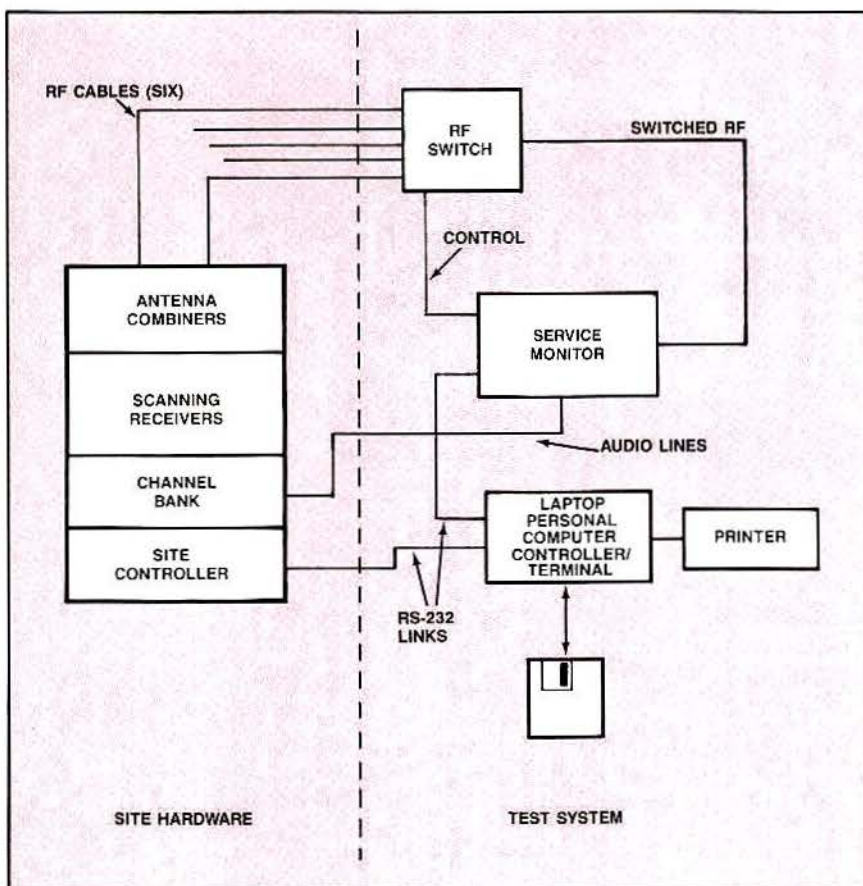 RF CABLES (SIX)
RF
SWITCH
SWITCHED RF
CONTROL
ANTENNA
COMBINERS
SERVICE
MONITOR
SCANNING
RECEIVERS
AUDIO LINES
CHANNEL
BANK
LAPTOP
PERSONAL
COMPUTER
CONTROLLER/
TERMINAL
PRINTER
SITE
CONTROLLER
RS-232
LINKS
SITE HARDWARE
TEST SYSTEM